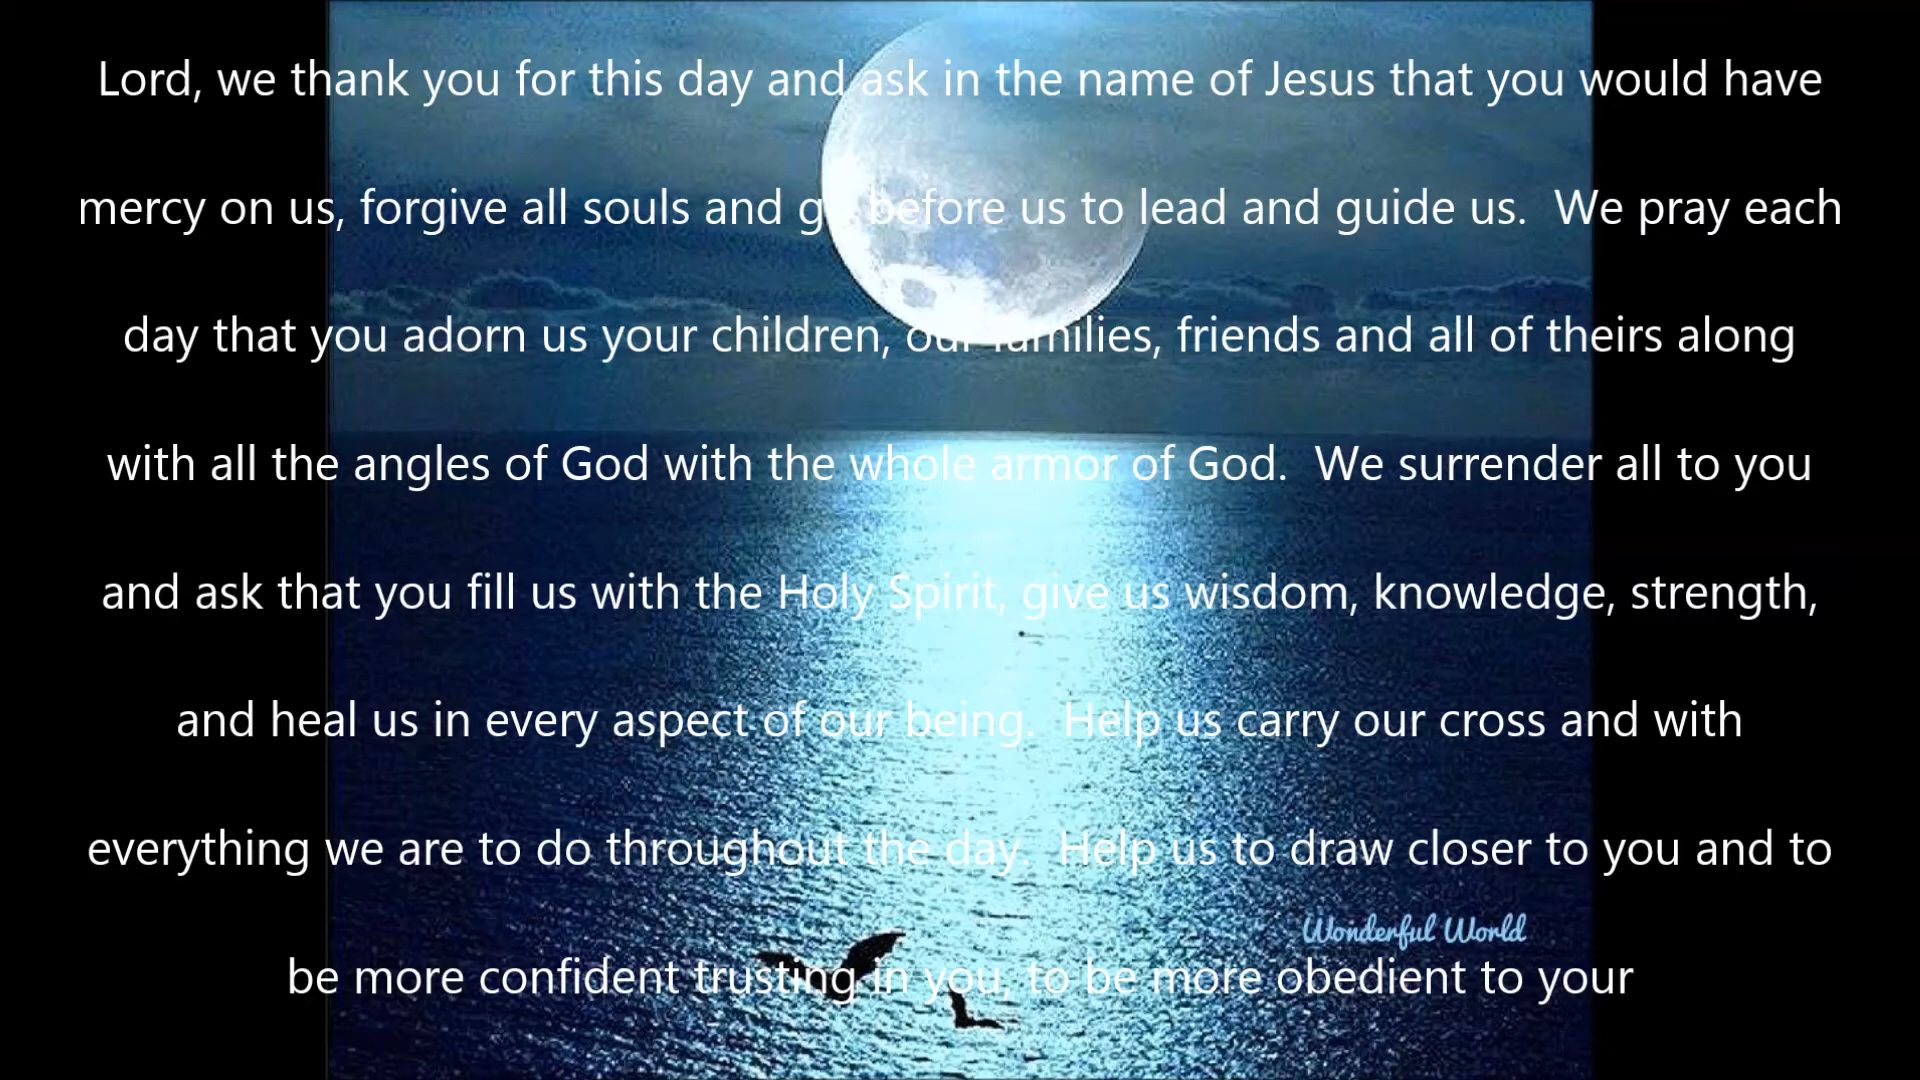 Lord, we thank you for this day and ask in the name of Jesus that you would have
mercy on us, forgive all souls and go before us to lead and guide us.  We pray each
day that you adorn us your children, our families, friends and all of theirs along
with all the angles of God with the whole armor of God.  We surrender all to you
and ask that you fill us with the Holy Spirit, give us wisdom, knowledge, strength,
and heal us in every aspect of our being.  Help us carry our cross and with
everything we are to do throughout the day.  Help us to draw closer to you and to
Wonderful World
be more confident trusting in you, to be more obedient to your